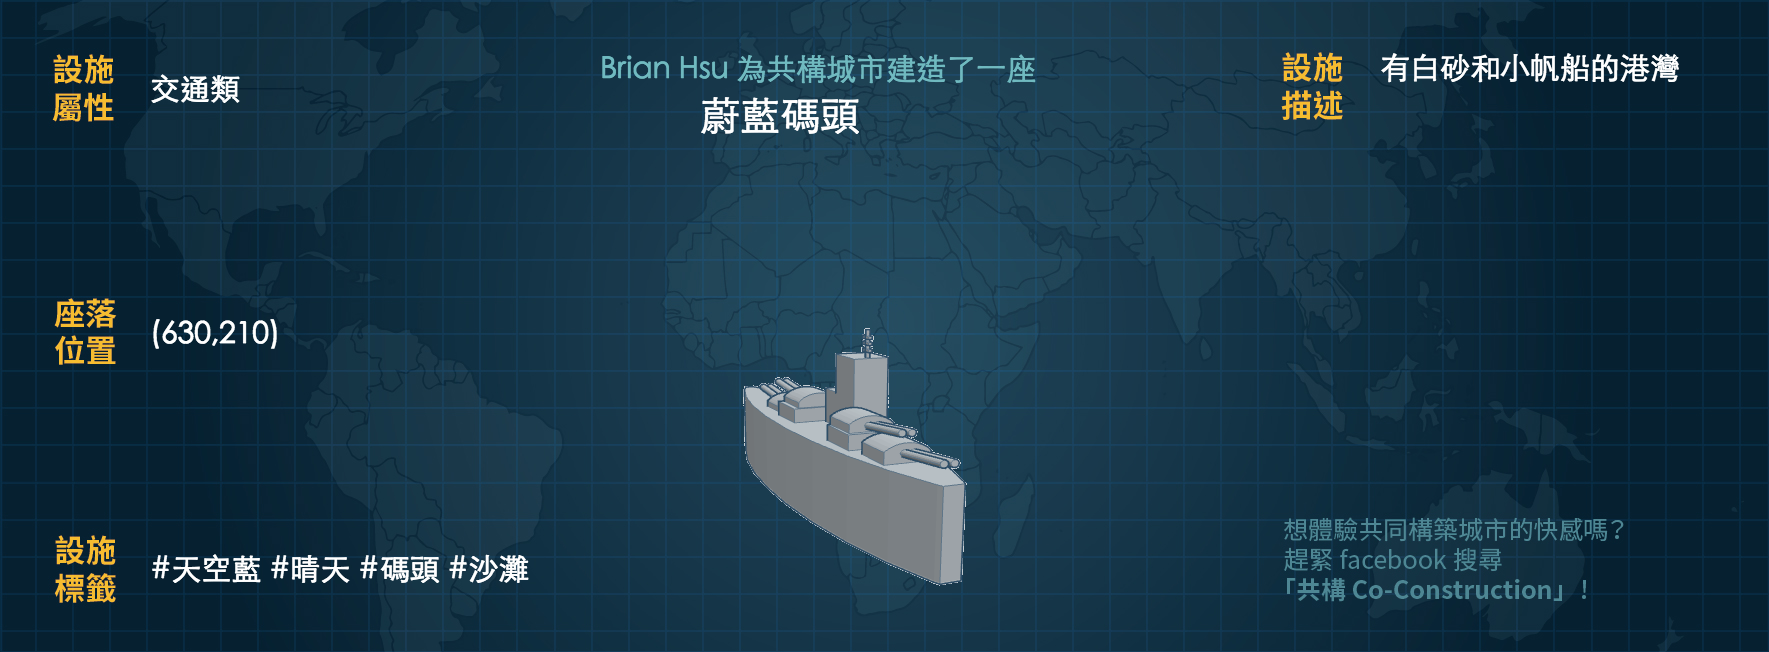 設施
屬性
交通類
Brian Hsu 為共構城市建造了一座
蔚藍碼頭
設施
描述
有白砂和小帆船的港灣
座落
位置
(630,210)
設施
標籤
#天空藍 #晴天 #碼頭 #沙灘
想體驗共同構築城市的快感嗎？
趕緊 facebook 搜尋
「共構 Co-Construction」！